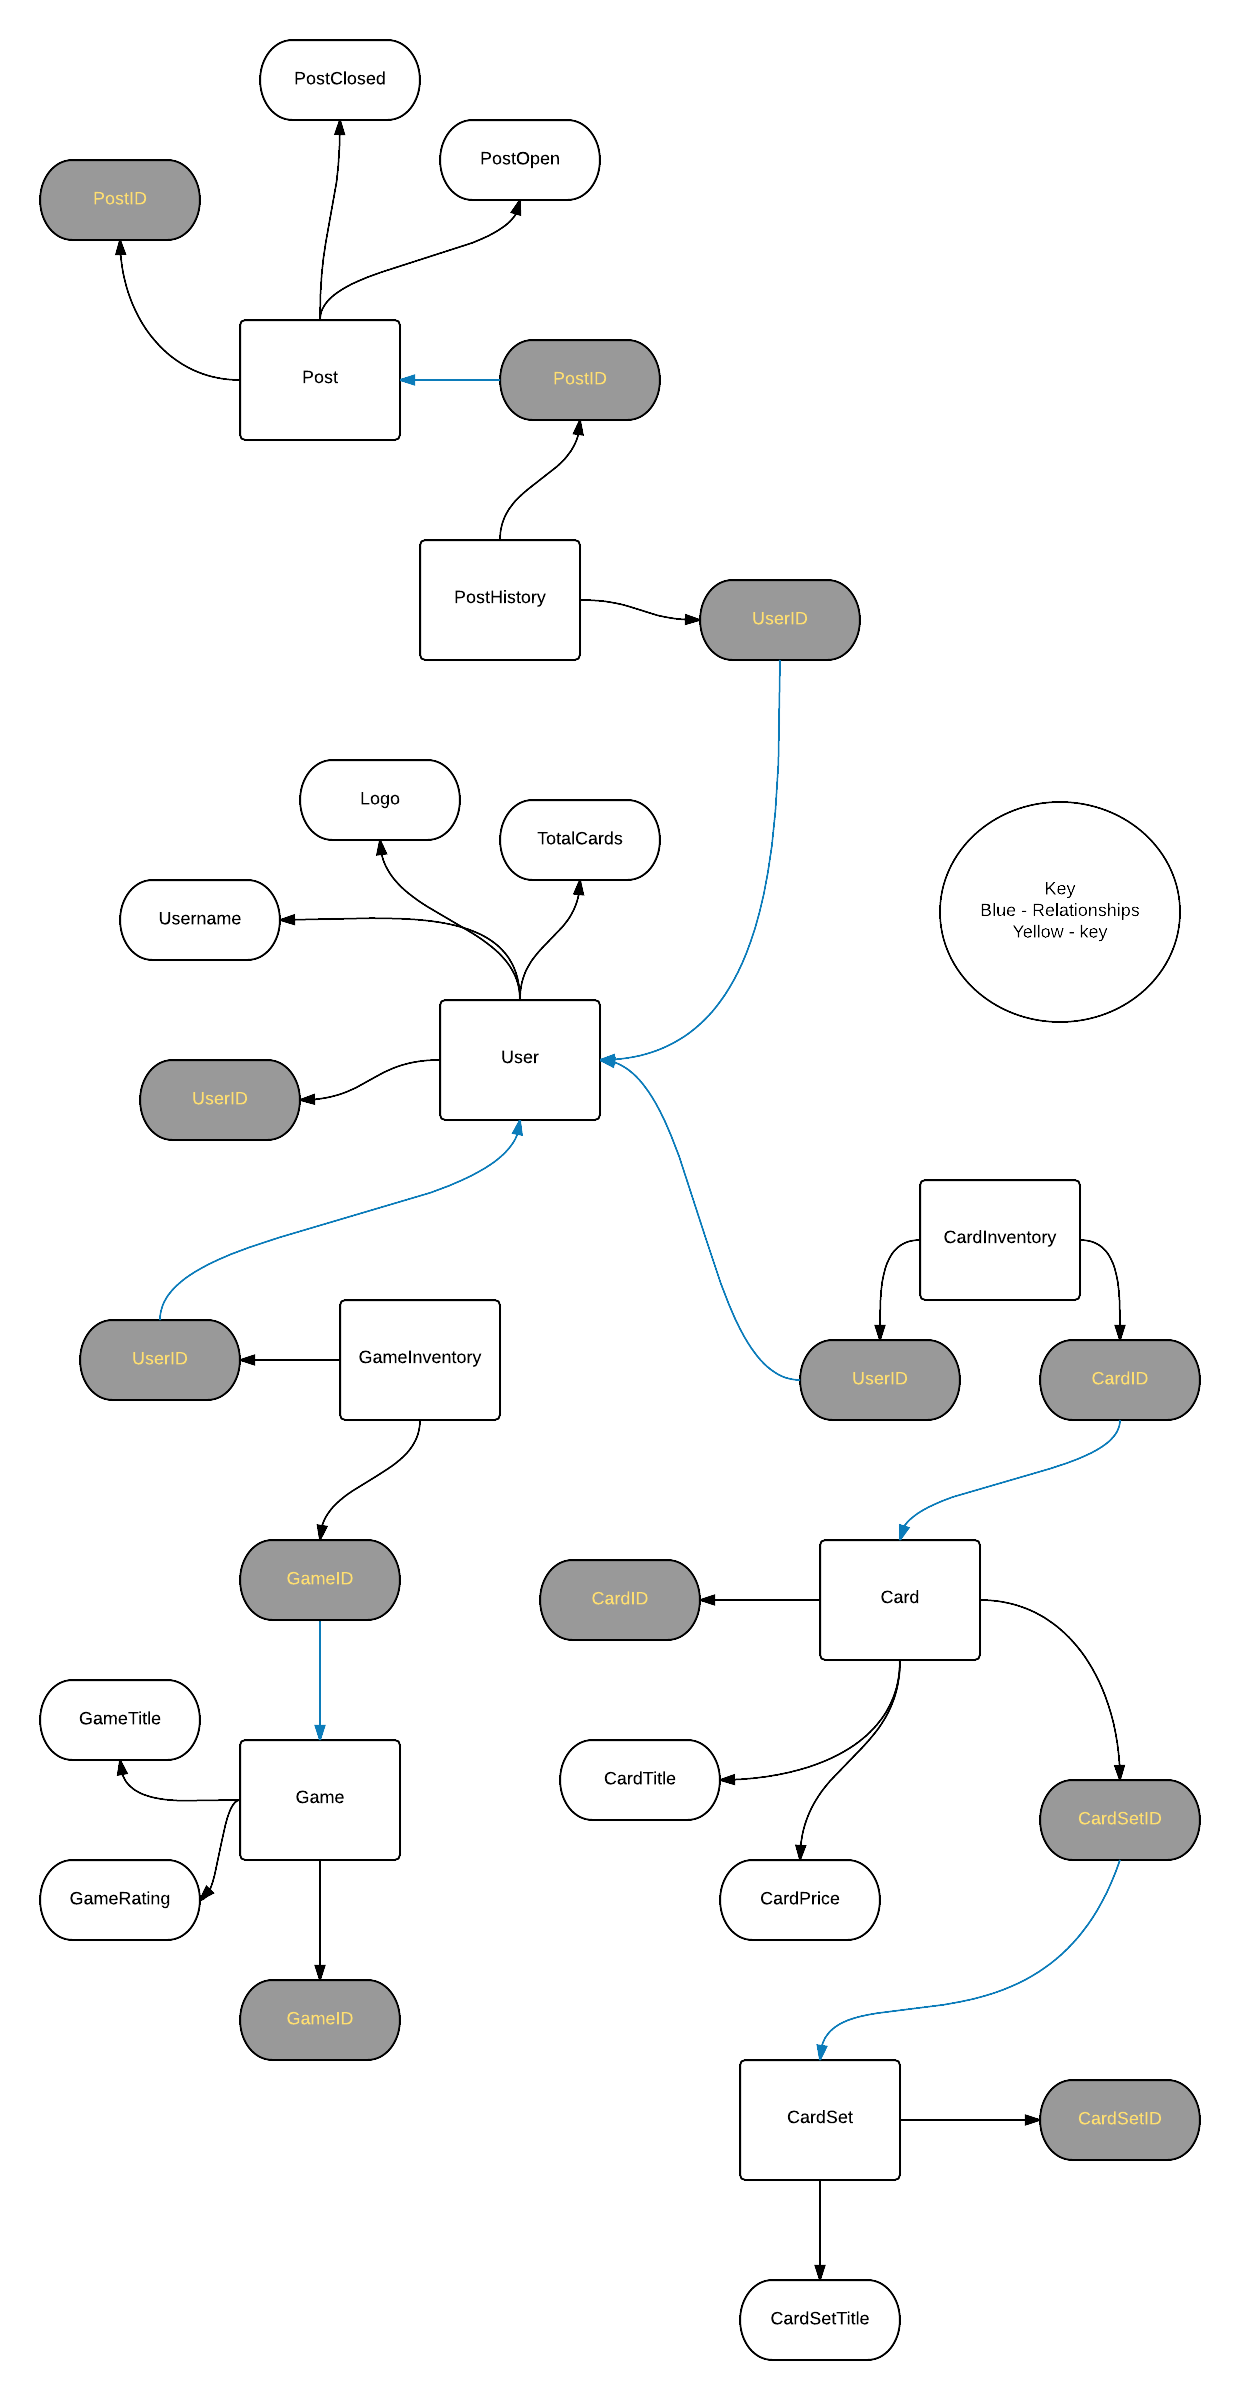 PostClosed
PostOpen
PostID
Post
PostID
PostHistory
UserID
Logo
TotalCards
Username
Key
Blue - Relationships
Yellow - key
User
UserID
CardInventory
UserID
GameInventory
UserID
CardID
GameID
CardID
Card
GameTitle
CardTitle
Game
CardSetID
GameRating
CardPrice
GameID
CardSet
CardSetID
CardSetTitle